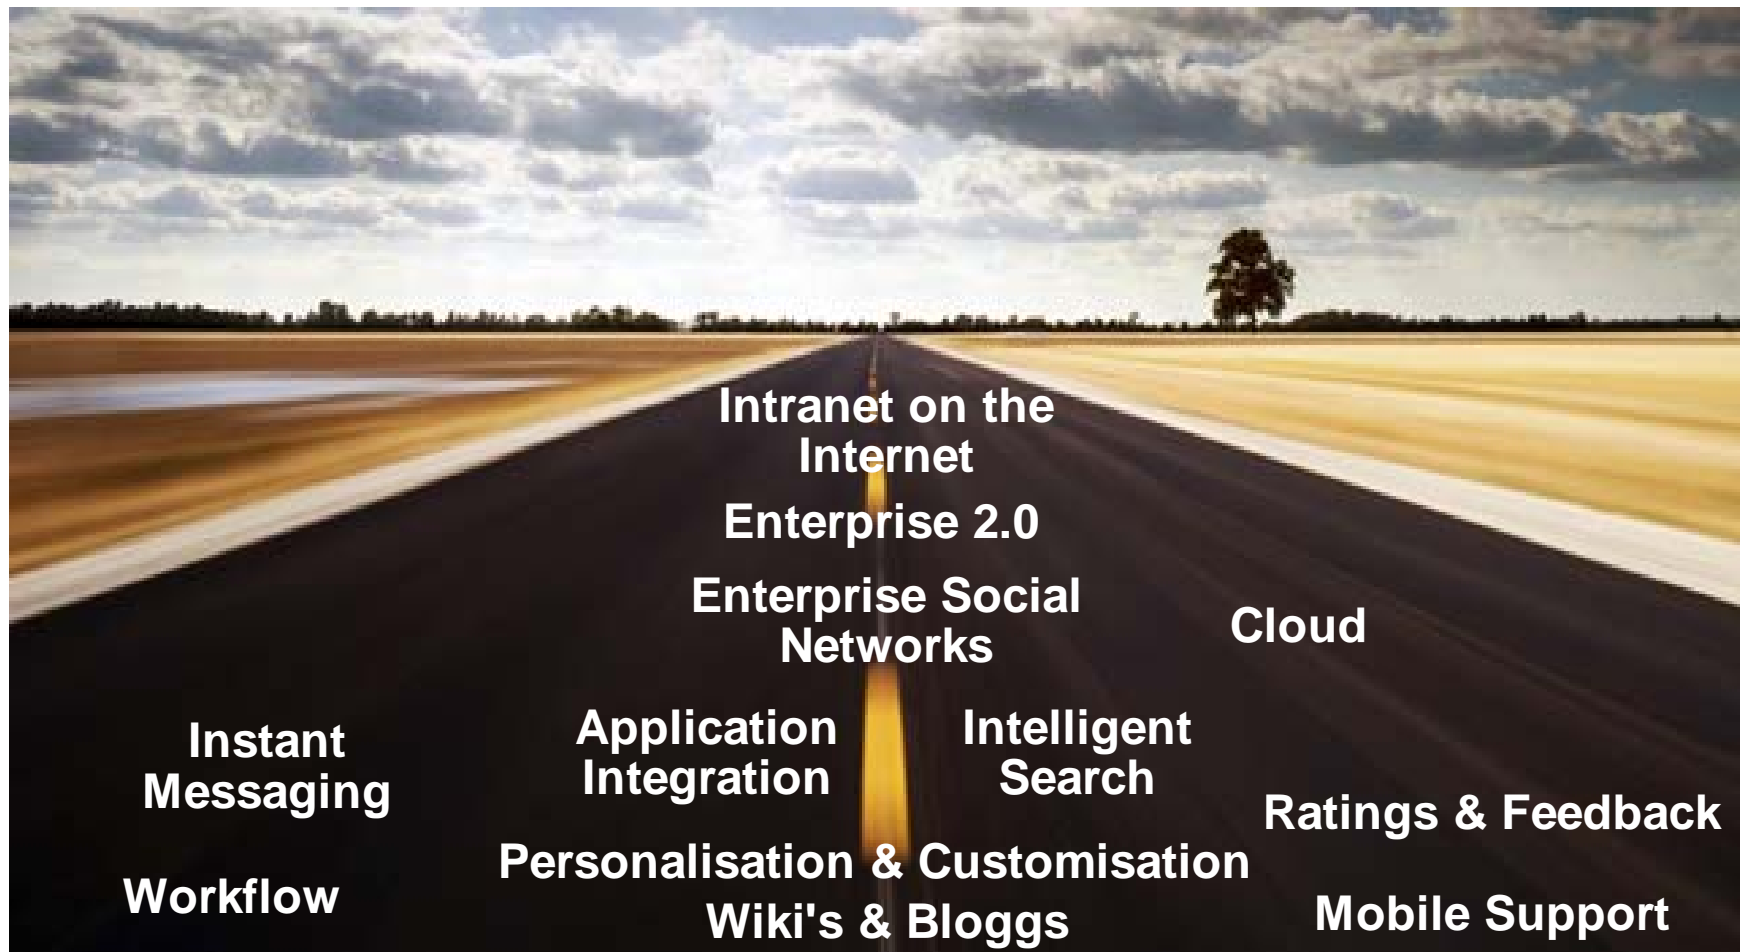 Intranet on the
Internet
Enterprise 2.0
Enterprise Social
Networks
Cloud
Instant
Messaging
Application
Integration
Intelligent
Search
Ratings & Feedback
Personalisation & Customisation
Workflow
Wiki's & Bloggs
Mobile Support